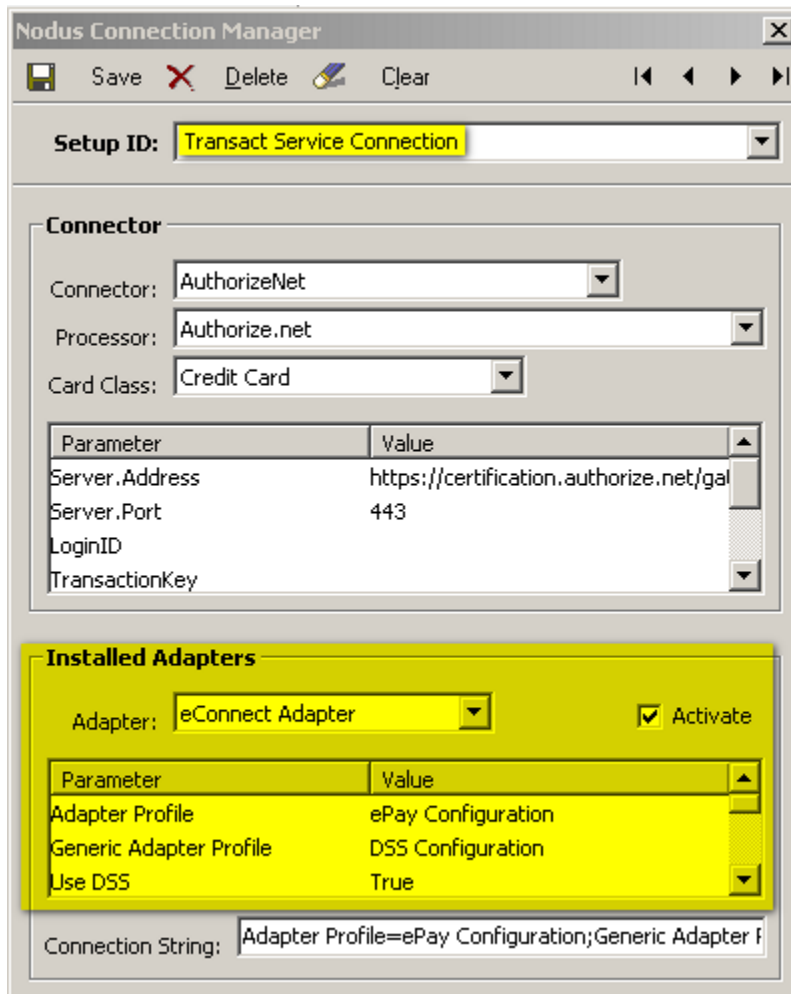 Nodus Connection Manager
Save Delete Clear
Setup ID: Transact Service Connection
Connector
Connector: AuthorizeNet
Processor: Authorize.net
Card Class: Credit Card
Parameter Value
Server.Address https://certification.authorize.net/gat
Server.Port 443
LoginID
TransactionKey
Installed Adapters
Adapter: eConnect Adapter Activate
Parameter Value
Adapter Profile ePay Configuration
Generic Adapter Profile DSS Configuration
Use DSS True
Connection String: Adapter Profile=ePay Configuration;Generic Adapter